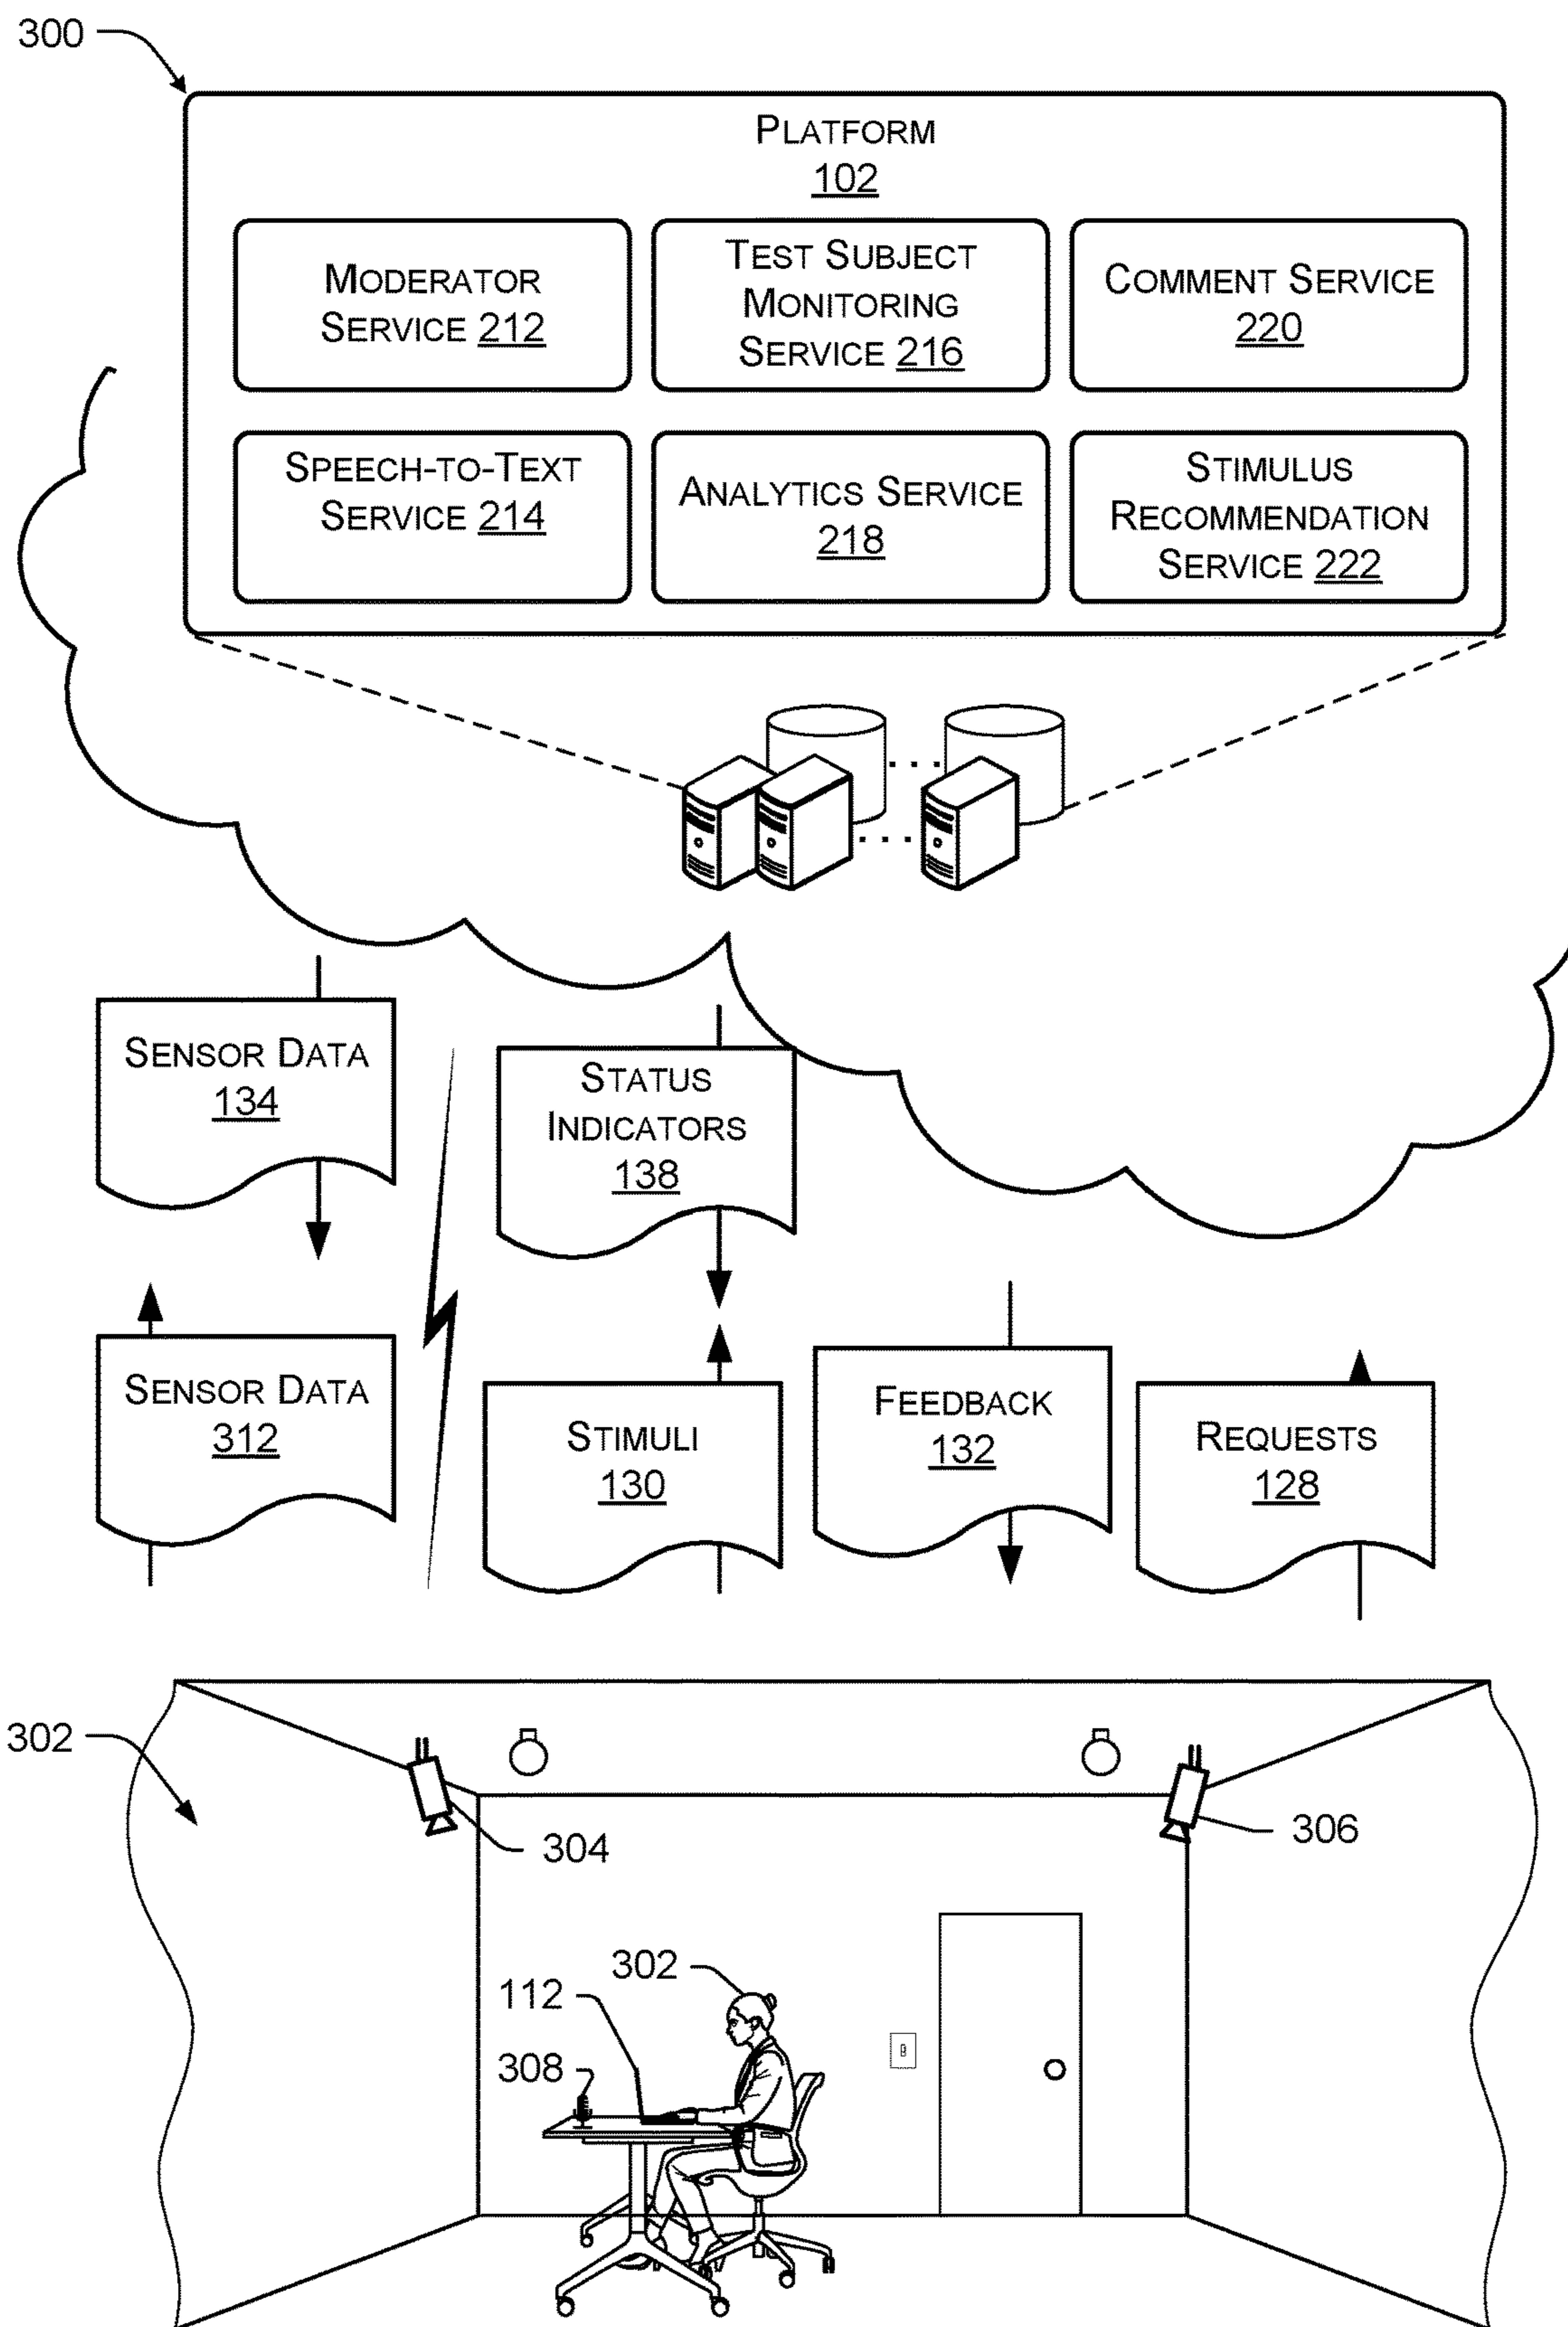 300
PLATFORM
102
MODERATOR
SERVICE 212
TEST SUBJECT
MONITORING
SERVICE 216
COMMENT SERVICE
220
SPEECH-TO-TEXT
SERVICE 214
ANALYTICS SERVICE
218
STIMULUS
RECOMMENDATION
SERVICE 222
SENSOR DATA
134
STATUS
INDICATORS
138
SENSOR DATA
312
STIMULI
130
FEEDBACK
132
REQUESTS
128
302
304
306
302
112
308